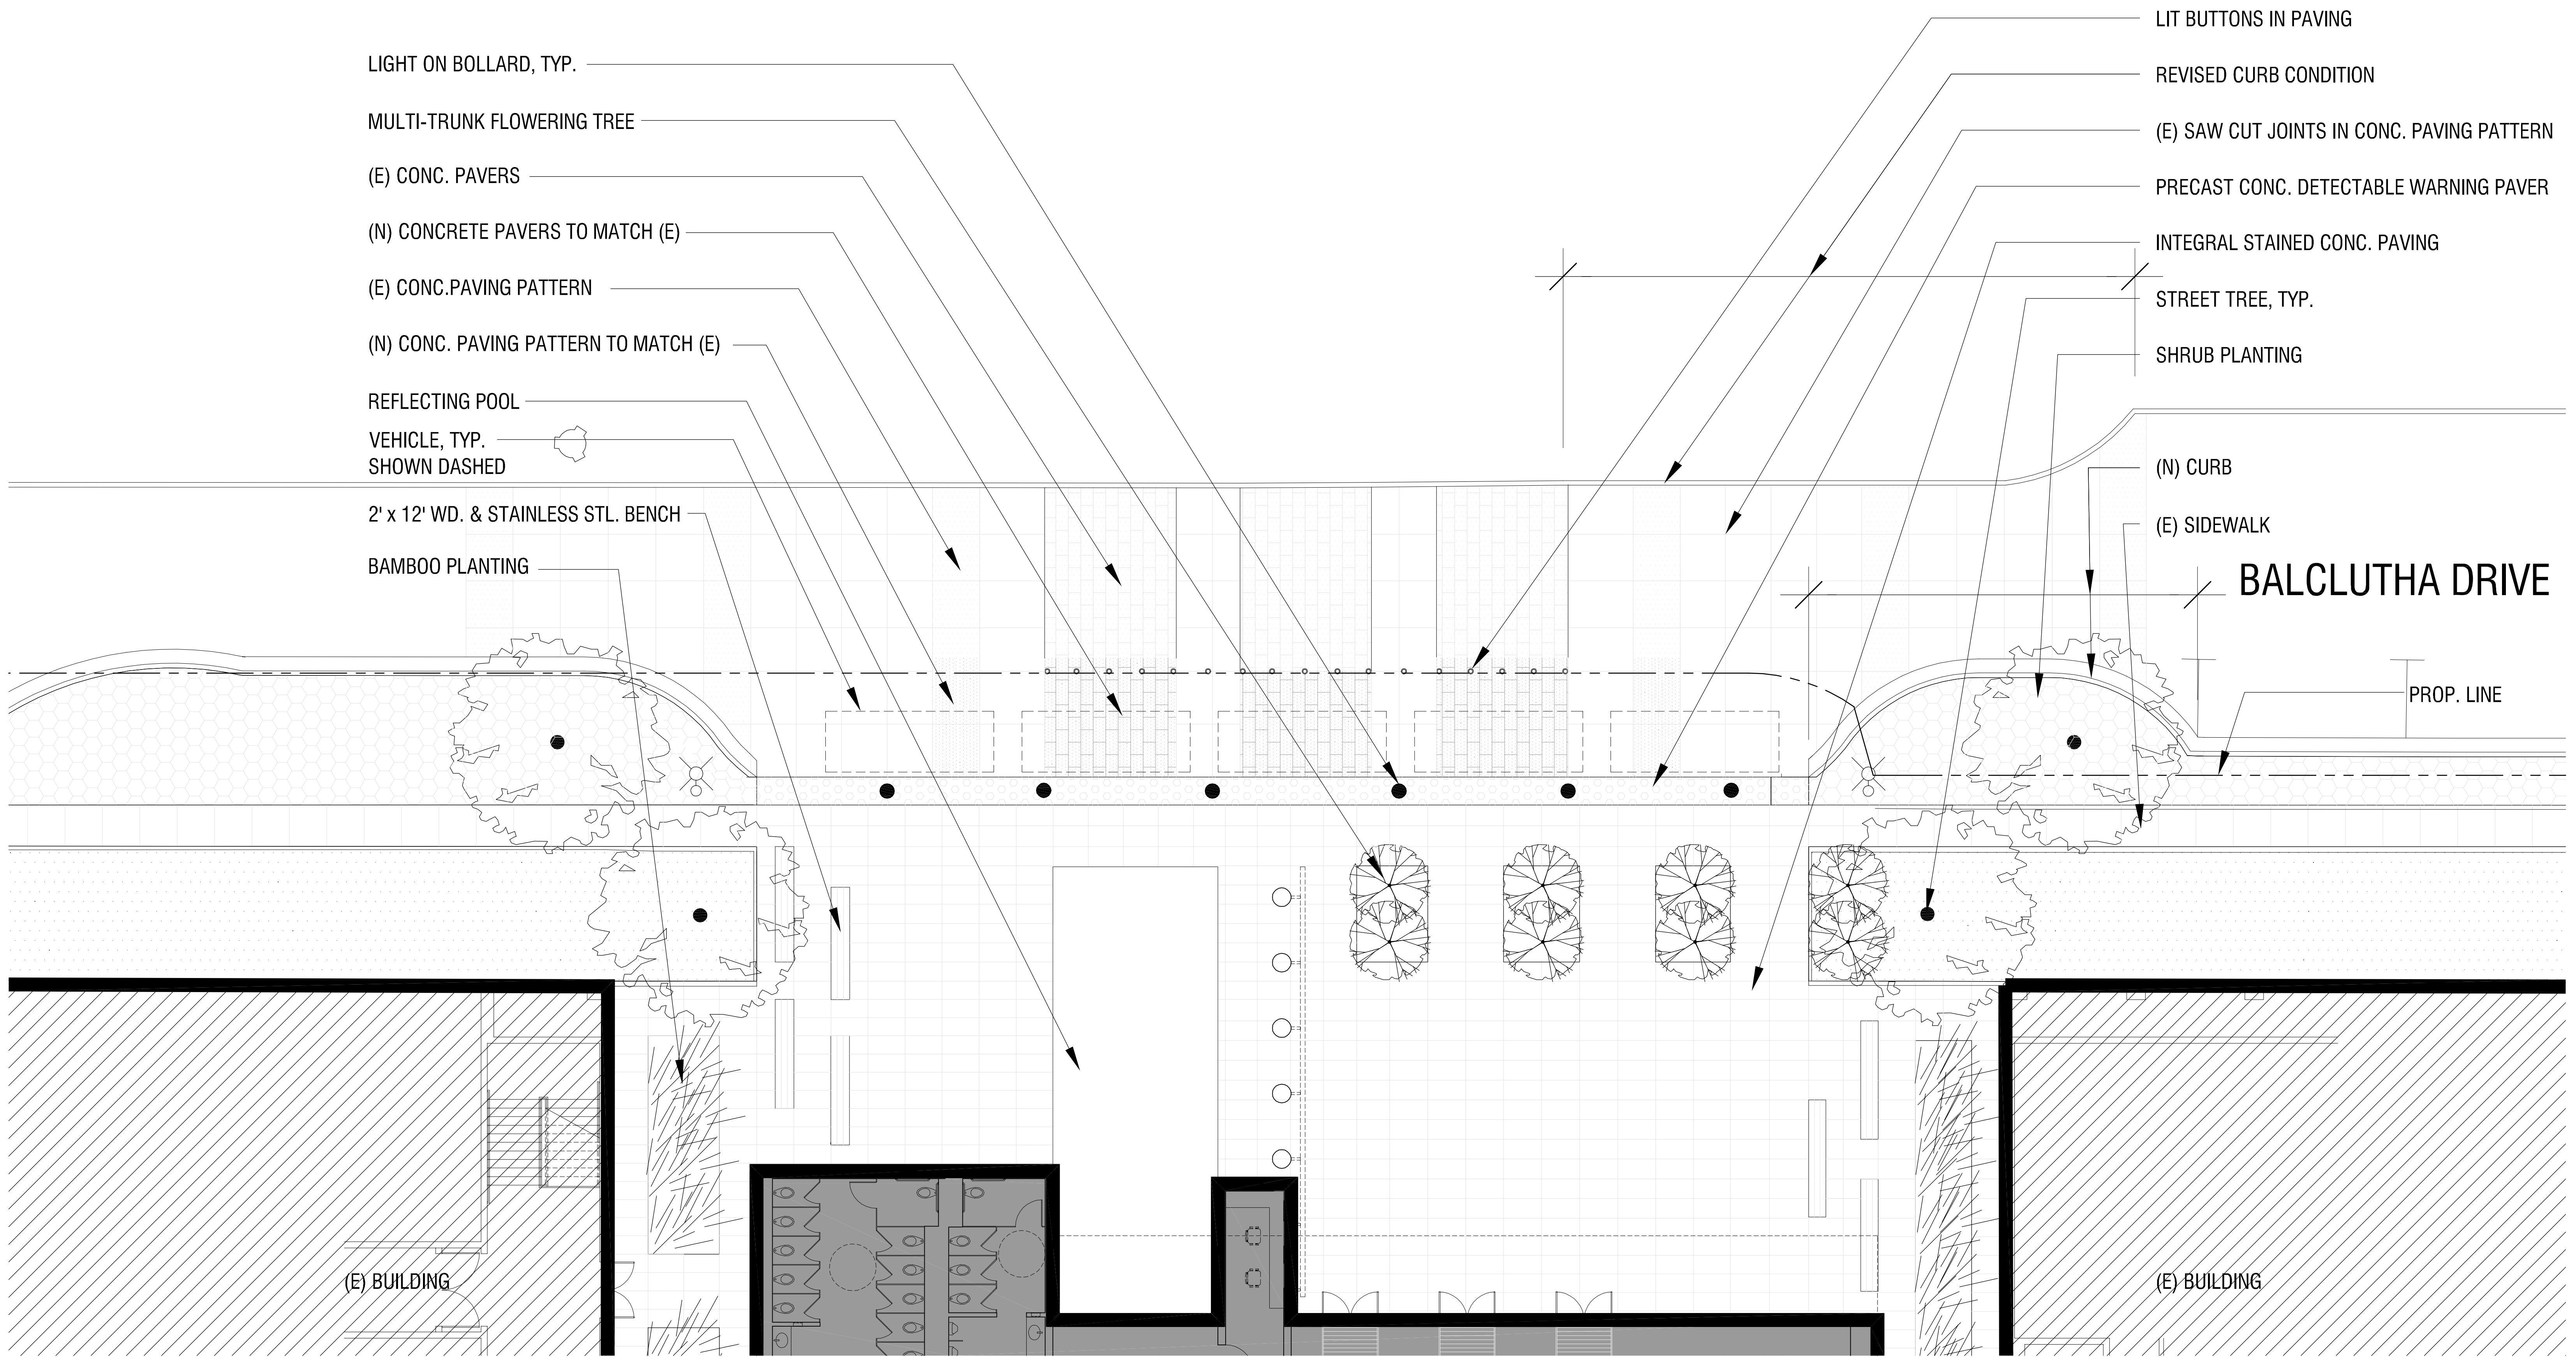 LIGHT ON BOLLARD, TYP.
MULTI-TRUNK FLOWERING TREE
(E) CONC. PAVERS
(N) CONCRETE PAVERS TO MATCH (E)
(E) CONC.PAVING PATTERN
(N) CONC. PAVING PATTERN TO MATCH (E)
REFLECTING POOL
VEHICLE, TYP.
SHOWN DASHED
2' x 12' WD. & STAINLESS STL. BENCH
BAMBOO PLANTING
LIT BUTTONS IN PAVING
REVISED CURB CONDITION
(E) SAW CUT JOINTS IN CONC. PAVING PATTERN
PRECAST CONC. DETECTABLE WARNING PAVER
INTEGRAL STAINED CONC. PAVING
STREET TREE, TYP.
SHRUB PLANTING
(N) CURB
(E) SIDEWALK
BALCLUTHA DRIVE
PROP. LINE
(E) BUILDING
(E) BUILDING